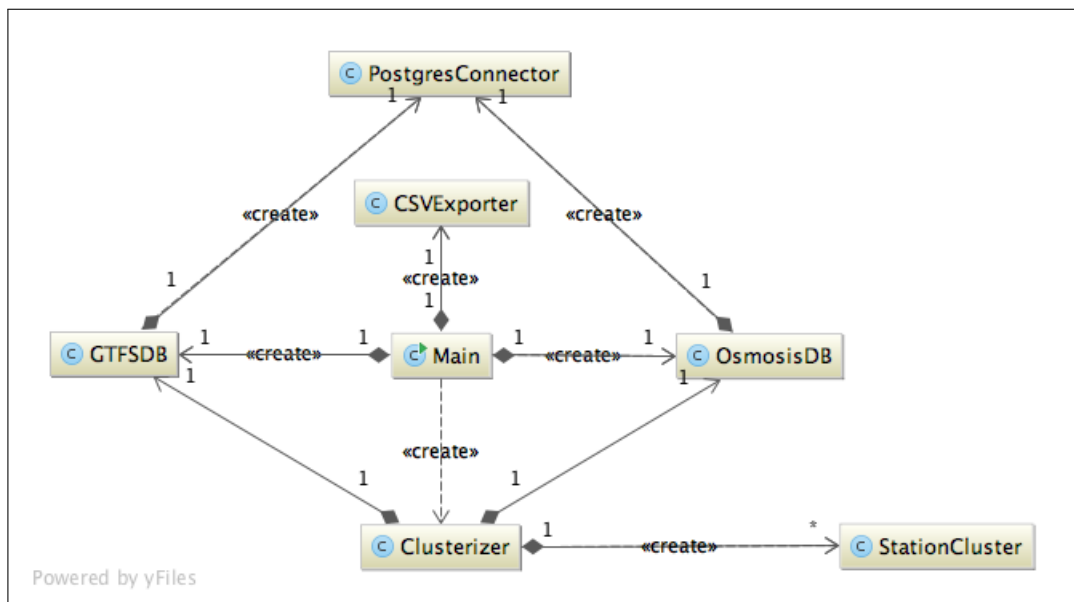 C PostgresConnector
1 1
«create» «create»
C CSVExporter
1
«create»
1
1 1
C GTFSDB
1 «create» 1
C Main
1 «create» 1
C OsmosisDB
1 1
«create»
1 1
C Clusterizer
1 «create» *
C StationCluster
Powered by yFiles